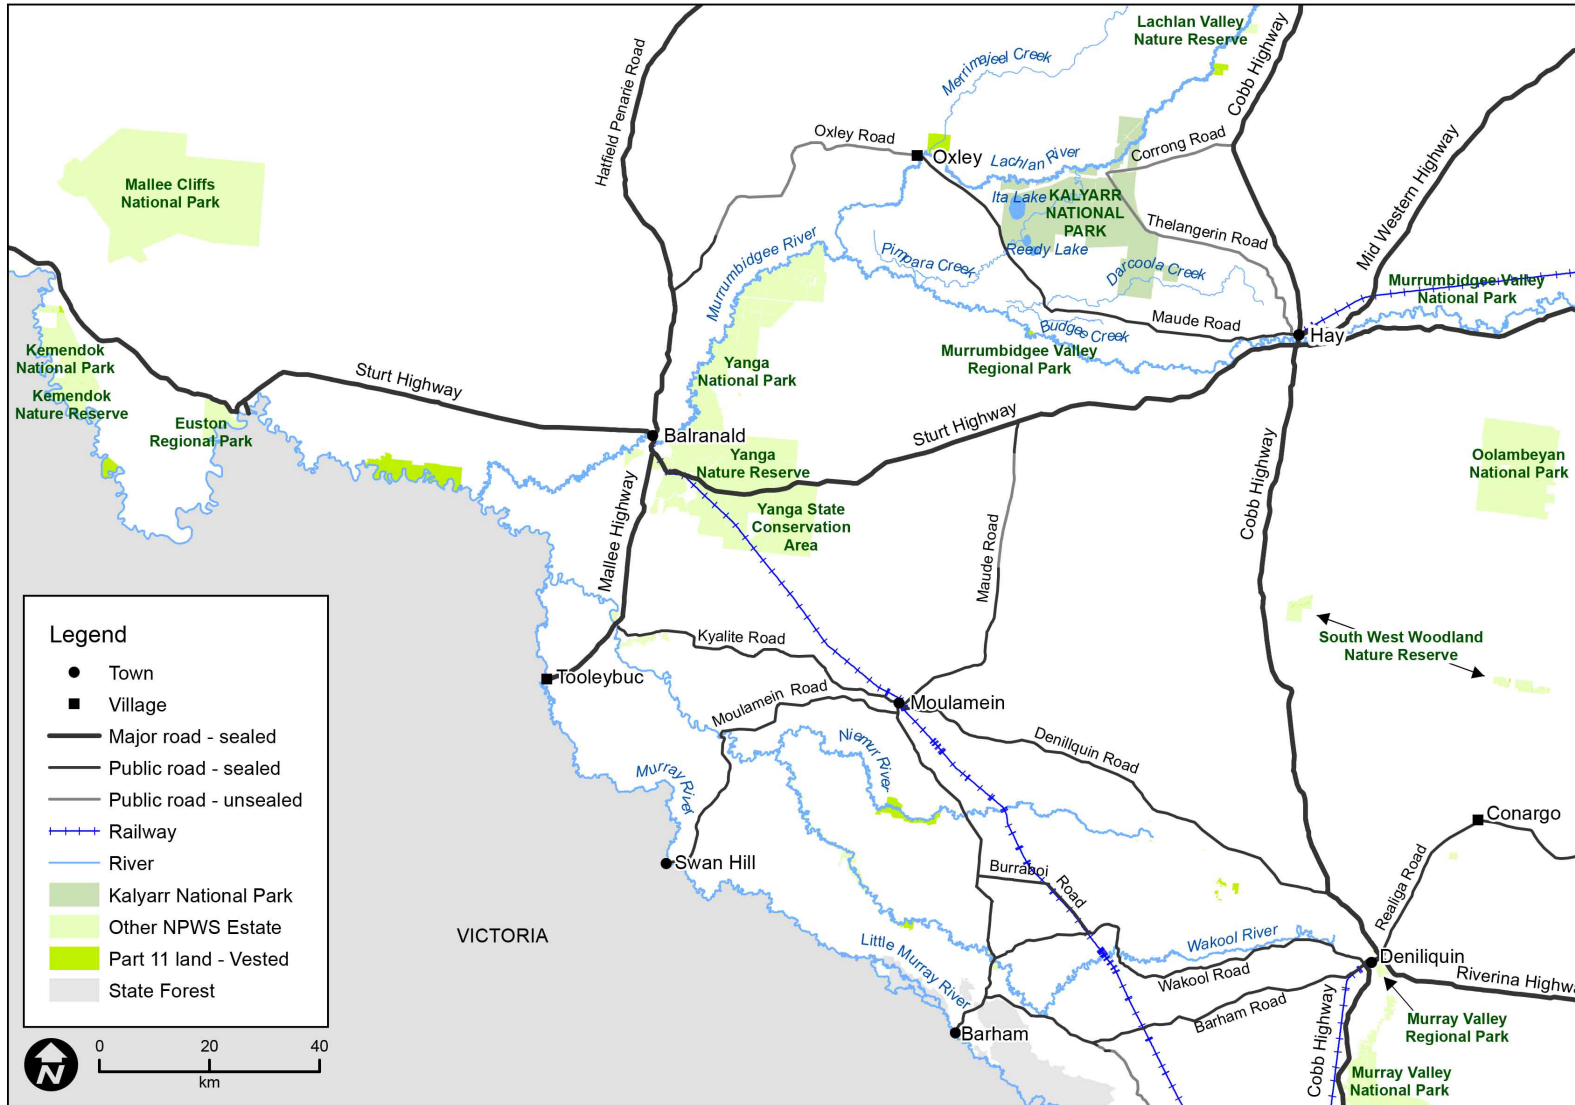 Lachlan Valley
Nature Reserve
Cobb Highway
Merrimajeel Creek
Hatfield Penarie Road
Oxley Road
Oxley
Lachlan River
Corrong Road
Mid Western Highway
Mallee Cliffs
National Park
Ita Lake
KALYARR
NATIONAL
PARK
Thelangerin Road
Murrumbidgee River
Pimpara Creek
Reedy Lake
Darcoola Creek
Murrumbidgee Valley
National Park
Maude Road
Budgee Creek
Hay
Kemendok
National Park
Kemendok
Nature Reserve
Murrumbidgee Valley
Regional Park
Yanga
National Park
Sturt Highway
Euston
Regional Park
Balranald
Sturt Highway
Yanga
Nature Reserve
Cobb Highway
Oolambeyan
National Park
Mallee Highway
Yanga State
Conservation
Area
Maude Road
Kyalite Road
South West Woodland
Nature Reserve
Tooleybuc
Moulamein Road
Moulamein
Niemur River
Denillquin Road
Murray River
Conargo
Swan Hill
Burraboi Road
Realiga Road
VICTORIA
Little Murray River
Wakool River
Deniliquin
Wakool Road
Riverina Highwa
Barham Road
Barham
Cobb Highway
Murray Valley
Regional Park
Murray Valley
National Park
Legend
Town
Village
Major road - sealed
Public road - sealed
Public road - unsealed
Railway
River
Kalyarr National Park
Other NPWS Estate
Part 11 land - Vested
State Forest
N
0 20 40
km